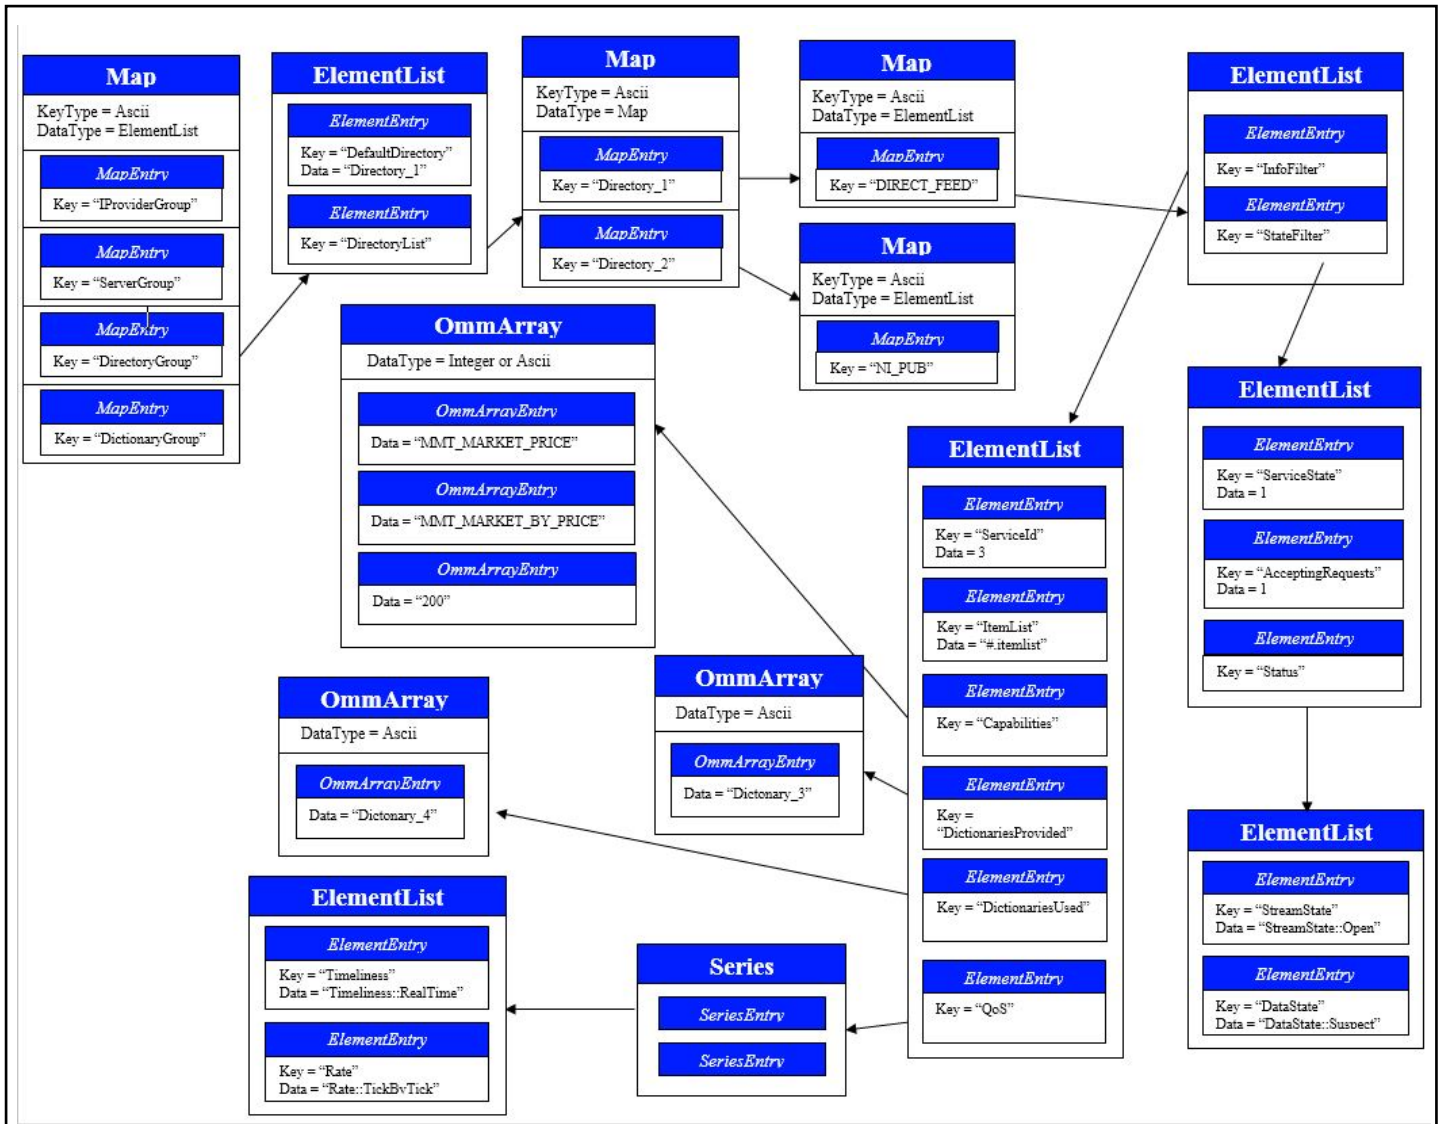 Map
KeyType = Ascii
DataType = ElementList
MapEntry
Key = “IProviderGroup”
MapEntry
Key = “ServerGroup”
MapEntry
Key = “DirectoryGroup”
MapEntry
Key = “DictionaryGroup”
ElementList
ElementEntry
Key = “DefaultDirectory”
Data = “Directory_1”
ElementEntry
Key = “DirectoryList”
Map
KeyType = Ascii
DataType = Map
MapEntry
Key = “Directory_1”
MapEntry
Key = “Directory_2”
Map
KeyType = Ascii
DataType = ElementList
MapEntry
Key = “DIRECT_FEED”
Map
KeyType = Ascii
DataType = ElementList
MapEntry
Key = “NI_PUB”
ElementList
ElementEntry
Key = “InfoFilter”
ElementEntry
Key = “StateFilter”
OmmArray
DataType = Integer or Ascii
OmmArrayEntry
Data = “MMT_MARKET_PRICE”
OmmArrayEntry
Data = “MMT_MARKET_BY_PRICE”
OmmArrayEntry
Data = “200”
ElementList
ElementEntry
Key = “ServiceId”
Data = 3
ElementEntry
Key = “ItemList”
Data = “#.itemlist”
ElementEntry
Key = “Capabilities”
ElementEntry
Key =
“DictionariesProvided”
ElementEntry
Key = “DictionariesUsed”
ElementEntry
Key = “QoS”
ElementList
ElementEntry
Key = “ServiceState”
Data = 1
ElementEntry
Key = “AcceptingRequests”
Data = 1
ElementEntry
Key = “Status”
OmmArray
DataType = Ascii
OmmArrayEntry
Data = “Dictonary_3”
OmmArray
DataType = Ascii
OmmArrayEntry
Data = “Dictonary_4”
ElementList
ElementEntry
Key = “StreamState”
Data = “StreamState::Open”
ElementEntry
Key = “DataState”
Data = “DataState::Suspect”
ElementList
ElementEntry
Key = “Timeliness”
Data = “Timeliness::RealTime”
ElementEntry
Key = “Rate”
Data = “Rate::TickByTick”
Series
SeriesEntry
SeriesEntry